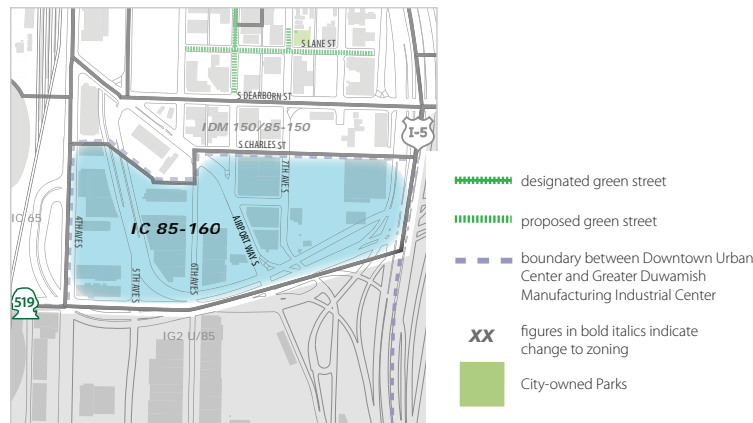 S LANE ST
S DEARBORN ST
IDM 150/85-150
I-5
S CHARLES ST
7TH AVE S
IC 65
4TH AVE S
IC 85-160
AIRPORT WAY S
5TH AVE S
6TH AVE S
519
IG2 U/85
designated green street
proposed green street
boundary between Downtown Urban
Center and Greater Duwamish
Manufacturing Industrial Center
XX
figures in bold italics indicate
change to zoning
City-owned Parks